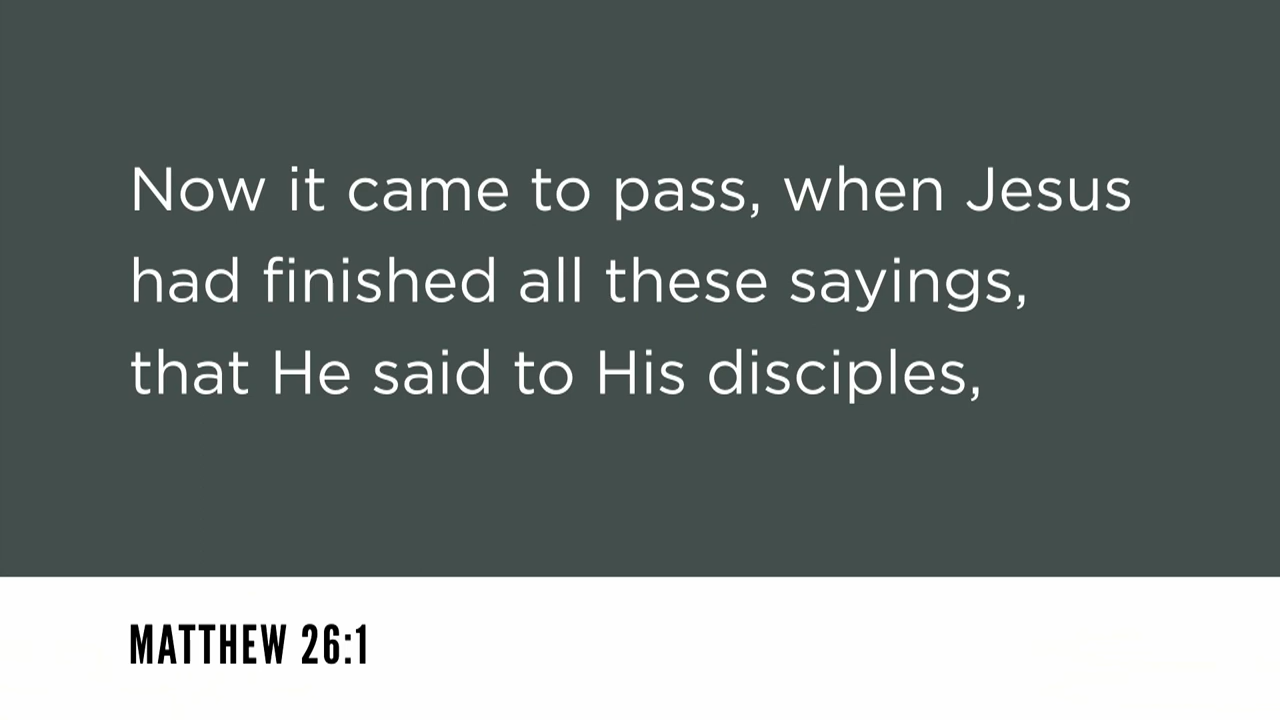 Now it came to pass, when Jesus
had finished all these sayings,
that He said to His disciples,
MATTHEW 26:1